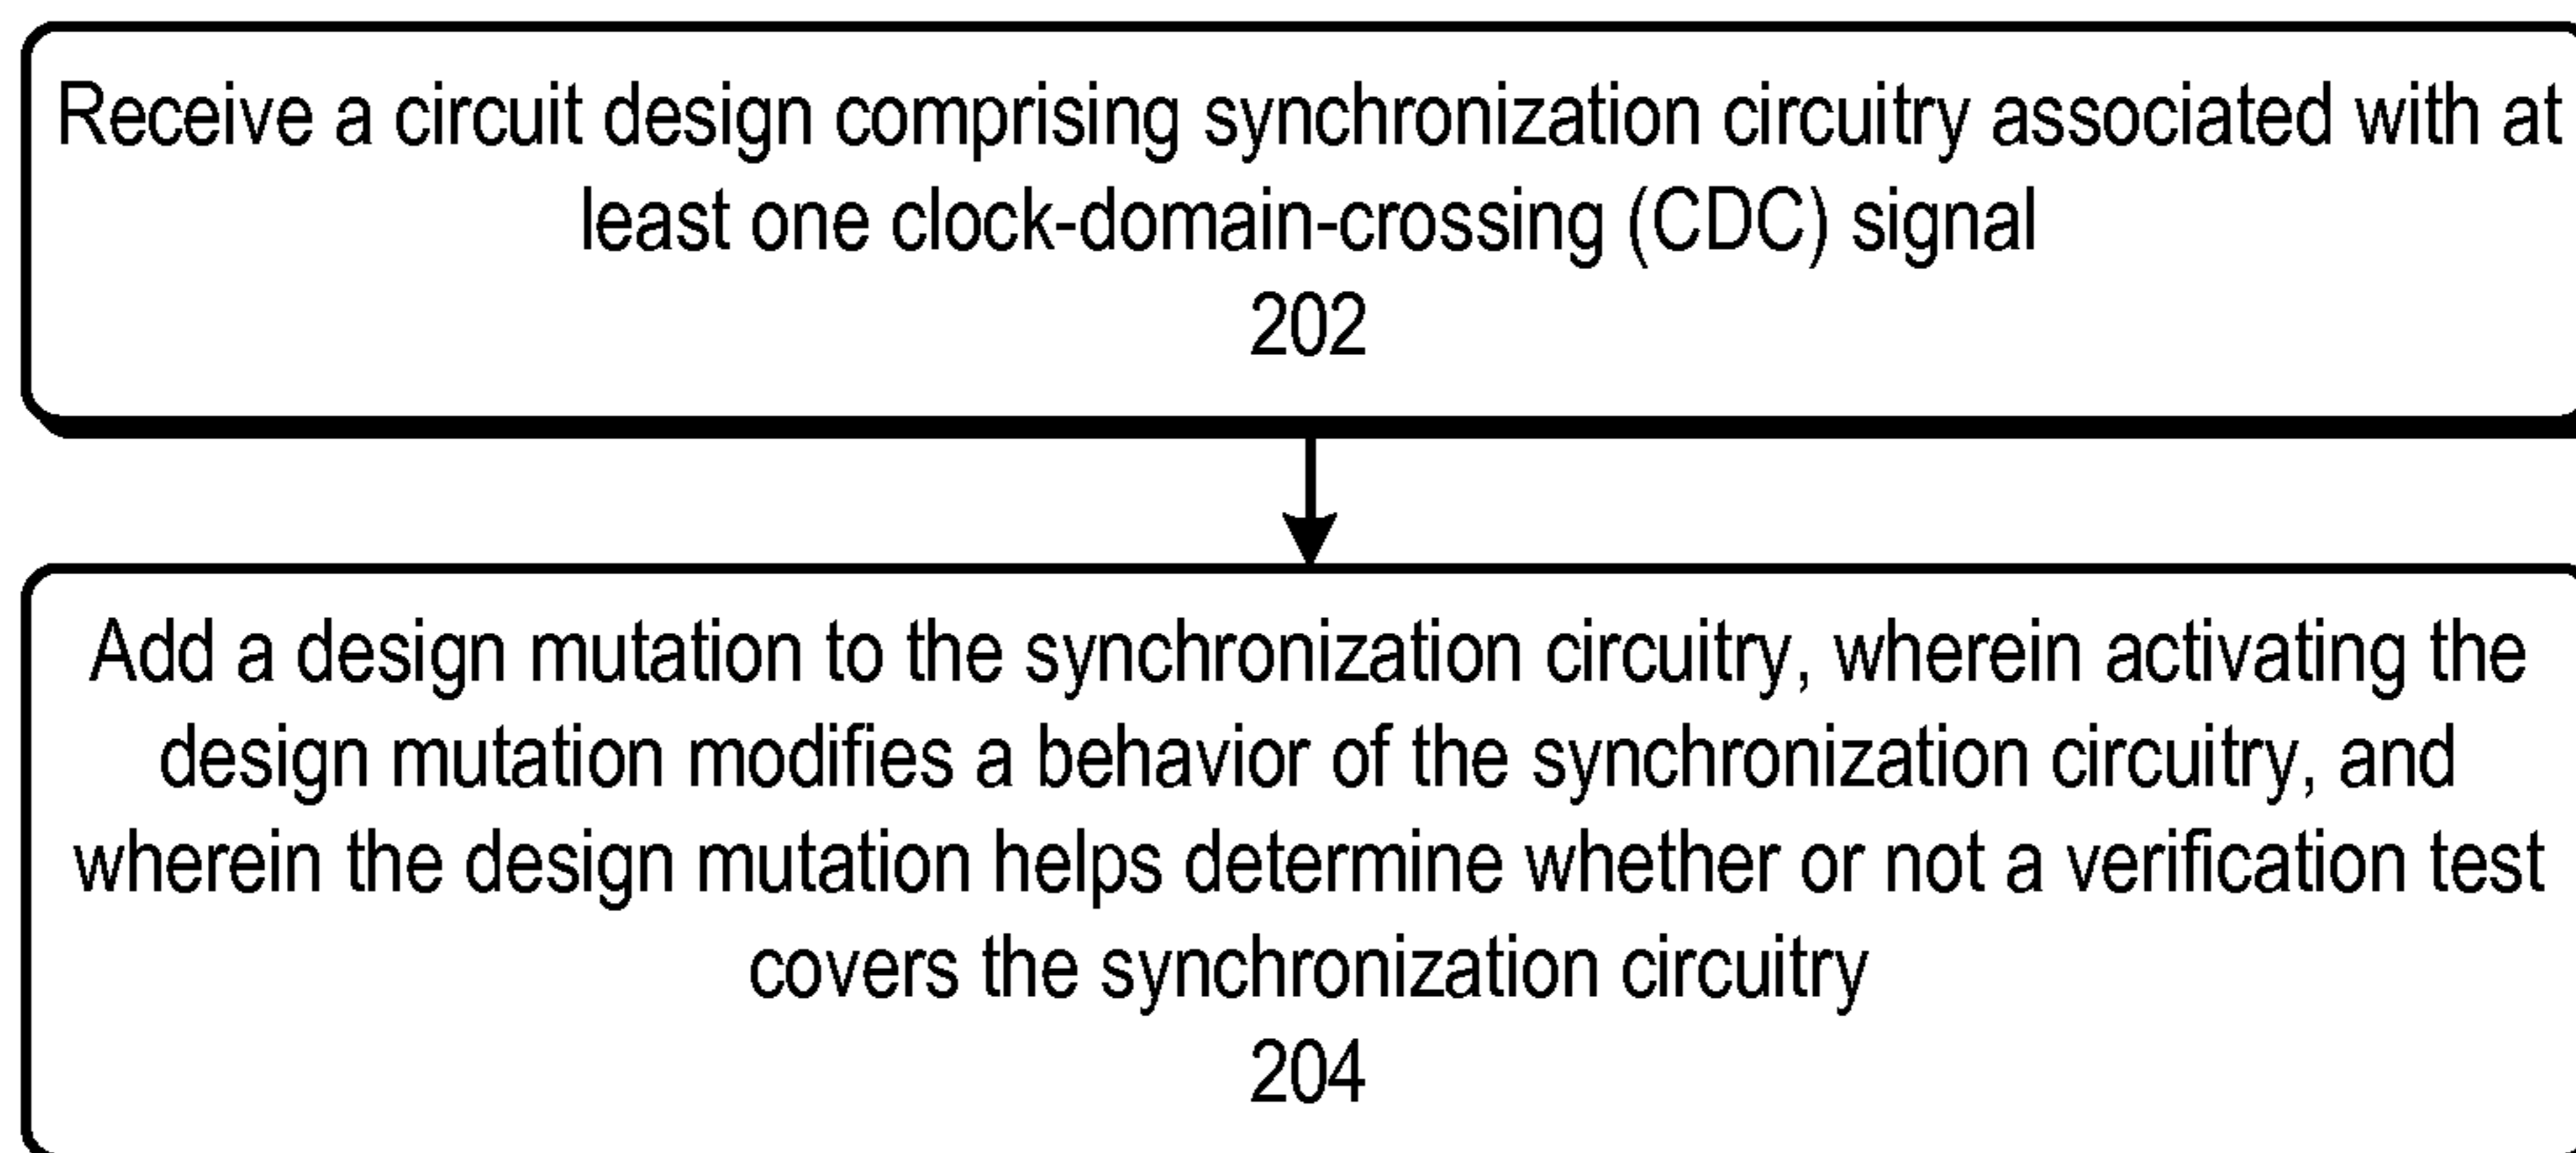 Receive a circuit design comprising synchronization circuitry associated with at
least one clock-domain-crossing (CDC) signal
202
Add a design mutation to the synchronization circuitry, wherein activating the
design mutation modifies a behavior of the synchronization circuitry, and
wherein the design mutation helps determine whether or not a verification test
covers the synchronization circuitry
204